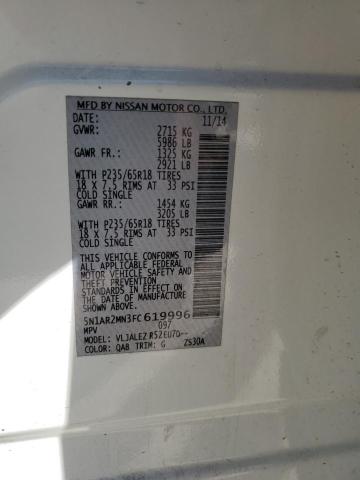 MFD BY NISSAN MOTOR CO., LTD.
DATE: 11/14
GVWR: 2715 KG
5986 LB
GAWR FR.: 1325 KG
2921 LB
WITH P235/65R18 TIRES
18 X 7.5 RIMS AT 33 PSI
COLD SINGLE
GAWR RR.: 1454 KG
3205 LB
WITH P235/65R18 TIRES
18 X 7.5 RIMS AT 33 PSI
COLD SINGLE
THIS VEHICLE CONFORMS TO
ALL APPLICABLE FEDERAL
MOTOR VEHICLE SAFETY AND
THEFT PREVENTION STANDARDS
IN EFFECT ON THE DATE OF
MANUFACTURE SHOWN ABOVE.
5N1AR2MN3FC619996
MPV 097
MODEL: VLJALEZ R52EU7D--
COLOR: QAB TRIM: G ZS30A